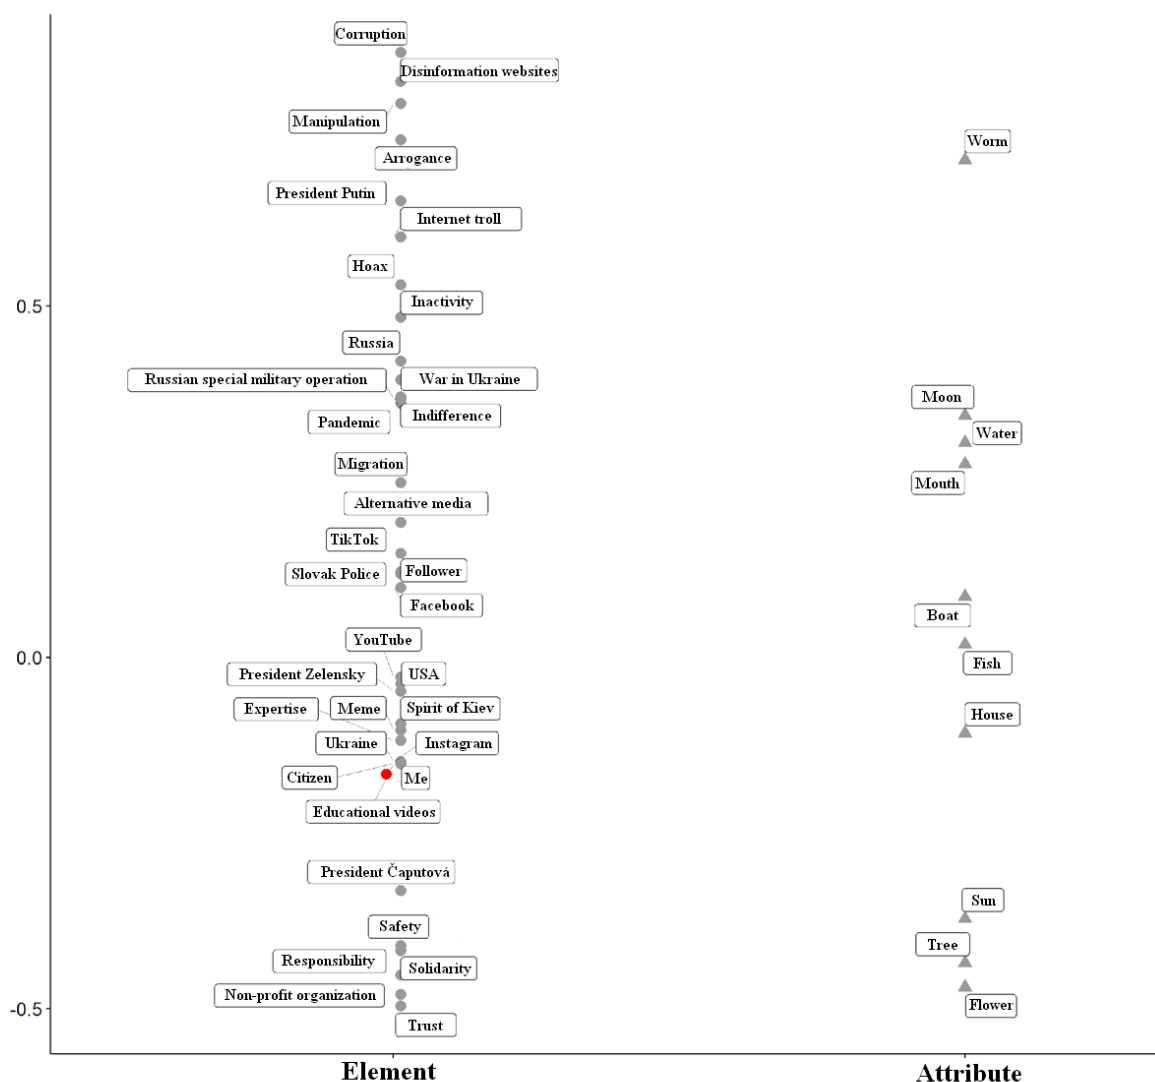 Corruption
Disinformation websites
Manipulation
Worm
Arrogance
President Putin
Internet troll
Hoax
Inactivity
0.5
Russia
Russian special military operation
War in Ukraine
Moon
Indifference
Pandemic
Water
Migration
Mouth
Alternative media
TikTok
Follower
Slovak Police
Facebook
Boat
YouTube
0.0
Fish
President Zelensky
USA
Expertise
Meme
Spirit of Kiev
House
Ukraine
Instagram
Citizen
Me
Educational videos
President Čaputová
Sun
Safety
Tree
Responsibility
Solidarity
Non-profit organization
Flower
-0.5
Trust
Element
Attribute